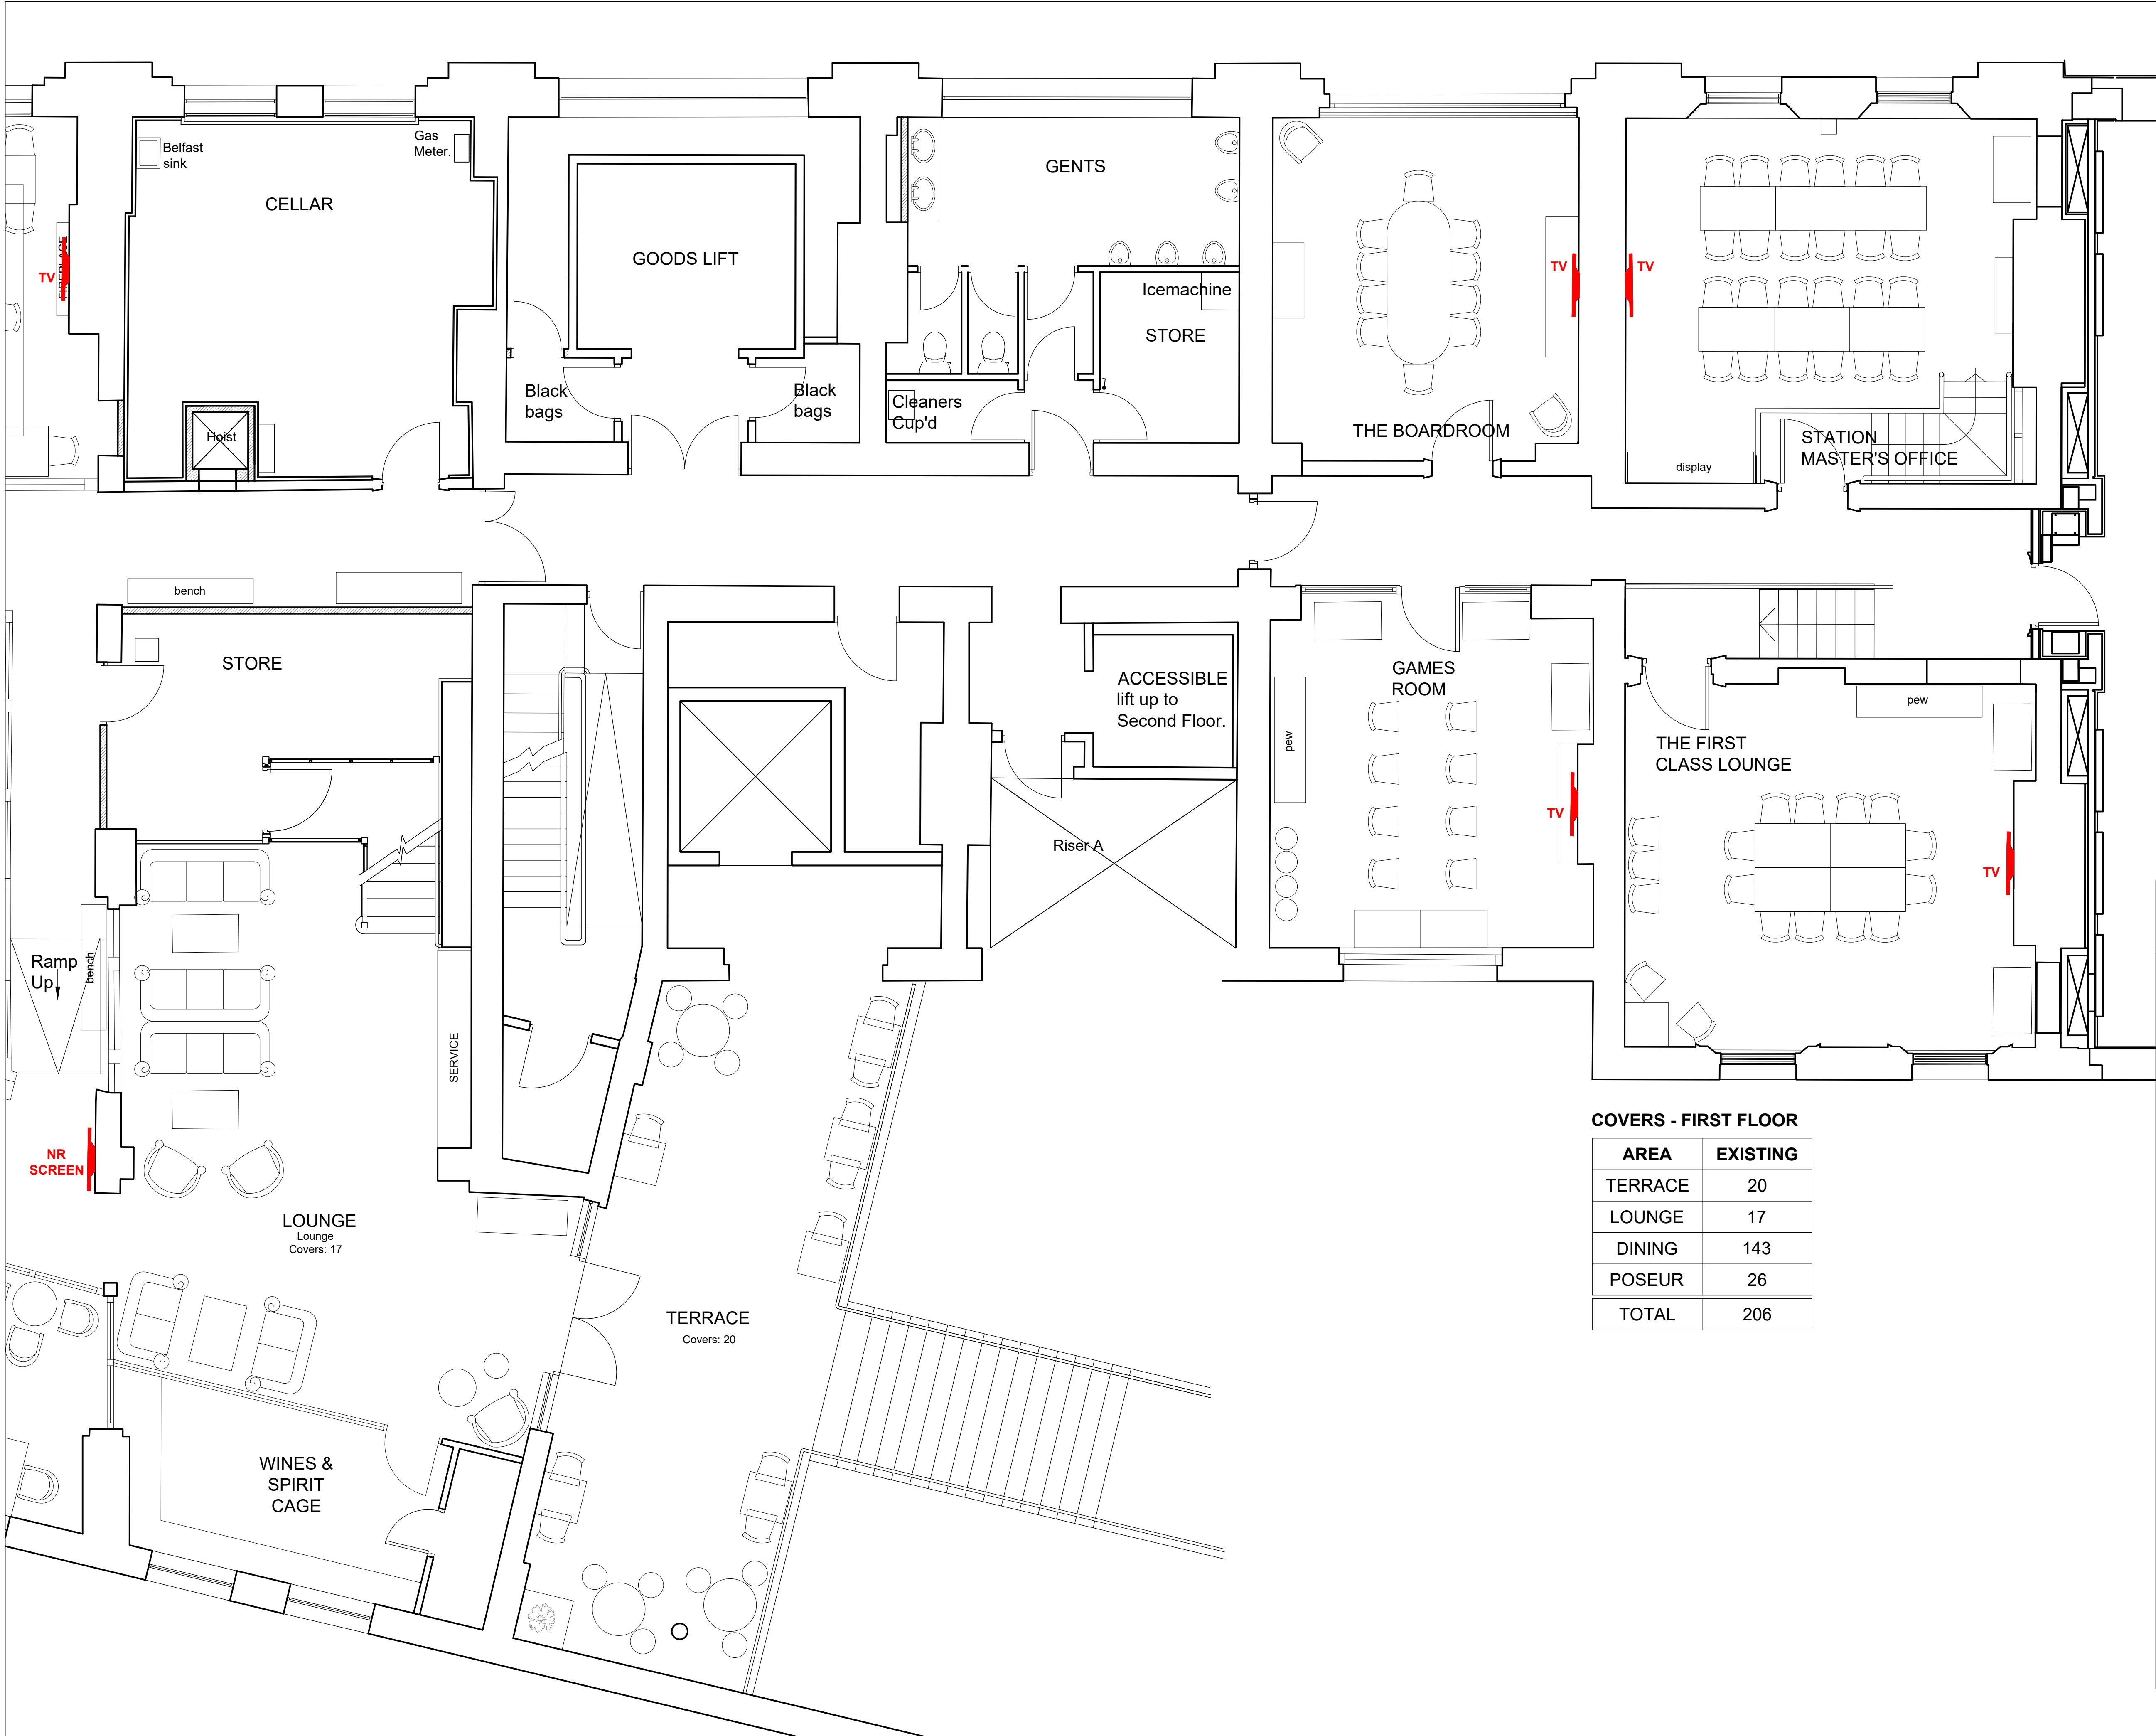 Belfast
sink
Gas
Meter.
CELLAR
FIREPLACE
TV
Hoist
GOODS LIFT
Black
bags
Black
bags
GENTS
Icemachine
STORE
Cleaners
Cup'd
THE BOARDROOM
TV
TV
STATION
MASTER'S OFFICE
display
bench
STORE
ACCESSIBLE
lift up to
Second Floor.
Riser A
GAMES
ROOM
pew
TV
pew
THE FIRST
CLASS LOUNGE
TV
Ramp
Up
bench
SERVICE
NR
SCREEN
LOUNGE
Lounge
Covers: 17
TERRACE
Covers: 20
WINES &
SPIRIT
CAGE
COVERS - FIRST FLOOR
AREA EXISTING
TERRACE 20
LOUNGE 17
DINING 143
POSEUR 26
TOTAL 206